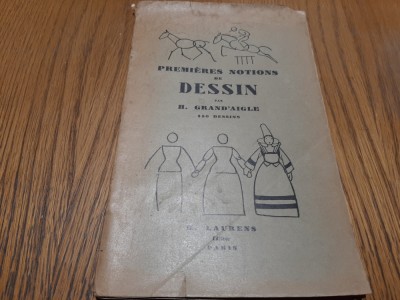 PREMIÈRES NOTIONS
DE
DESSIN
PAR
H. GRAND'AIGLE
LAURENS
PARIS